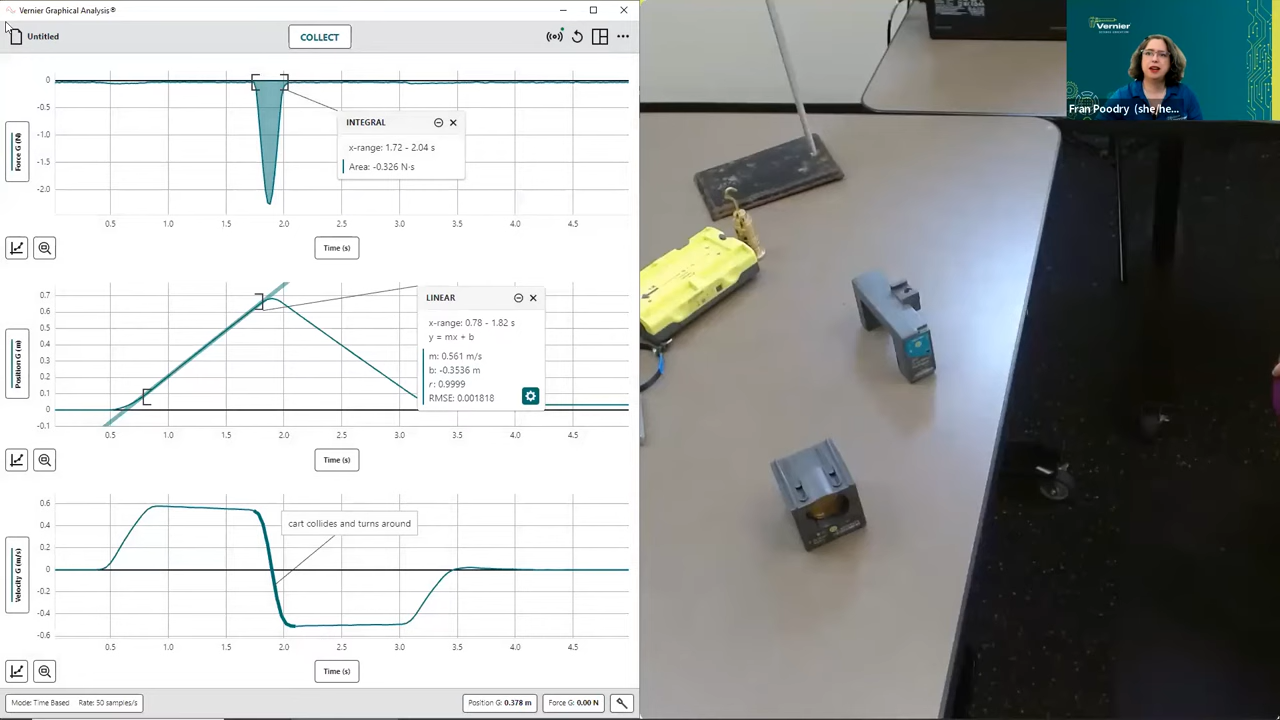 Vernier Graphical Analysis®
Untitled
COLLECT
0
-0.5
-1.0
-1.5
-2.0
Force G (N)
0.5 1.0 1.5 2.0 2.5 3.0 3.5 4.0 4.5
Time (s)
INTEGRAL
x-range: 1.72 - 2.04 s
Area: -0.326 N·s
0.7
0.6
0.5
0.4
0.3
0.2
0.1
0
-0.1
Position G (m)
0.5 1.0 1.5 2.0 2.5 3.0 3.5 4.0 4.5
Time (s)
LINEAR
x-range: 0.78 - 1.82 s
y = mx + b
m: 0.561 m/s
b: -0.3536 m
r: 0.9999
RMSE: 0.001818
0.6
0.4
0.2
0
-0.2
-0.4
-0.6
Velocity G (m/s)
cart collides and turns around
0.5 1.0 1.5 2.0 2.5 3.0 3.5 4.0 4.5
Time (s)
Mode: Time Based Rate: 50 samples/s
Position G: 0.378 m
Force G: 0.00 N
Vernier
Fran Poodry (she/he...